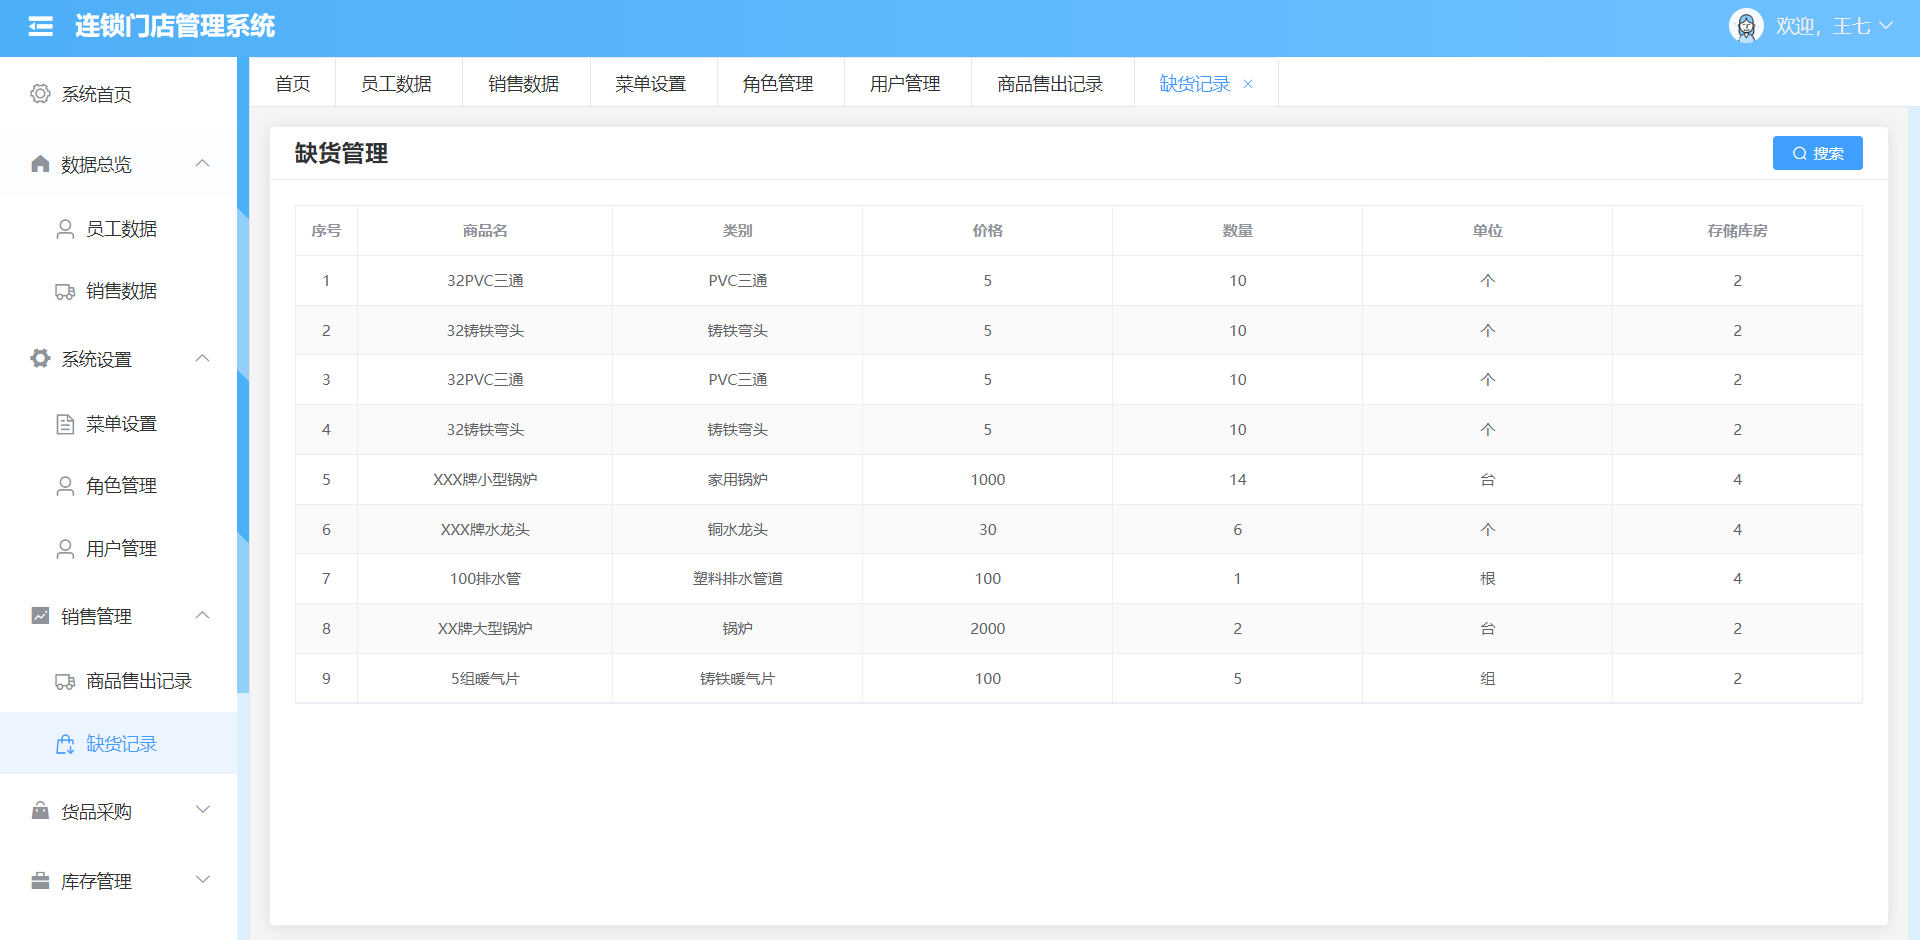 连锁门店管理系统
欢迎，王七
系统首页
数据总览
员工数据
销售数据
系统设置
菜单设置
角色管理
用户管理
销售管理
商品售出记录
缺货记录
货品采购
库存管理
首页 员工数据 销售数据 菜单设置 角色管理 用户管理 商品售出记录 缺货记录
缺货管理
搜索
序号 商品名 类别 价格 数量 单位 存储库房
1 32PVC三通 PVC三通 5 10 个 2
2 32铸铁弯头 铸铁弯头 5 10 个 2
3 32PVC三通 PVC三通 5 10 个 2
4 32铸铁弯头 铸铁弯头 5 10 个 2
5 XXX牌小型锅炉 家用锅炉 1000 14 台 4
6 XXX牌水龙头 铜水龙头 30 6 个 4
7 100排水管 塑料排水管道 100 1 根 4
8 XX牌大型锅炉 锅炉 2000 2 台 2
9 5组暖气片 铸铁暖气片 100 5 组 2